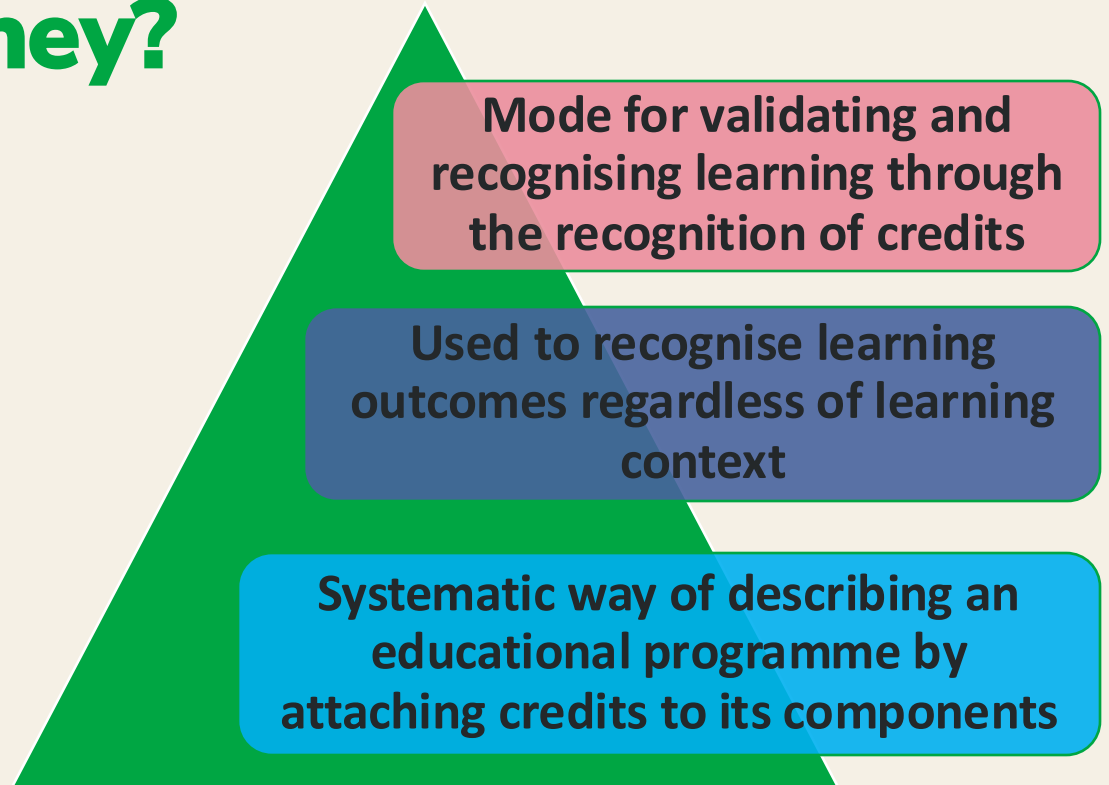 ney?
Mode for validating and
recognising learning through
the recognition of credits
Used to recognise learning
outcomes regardless of learning
context
Systematic way of describing an
educational programme by
attaching credits to its components